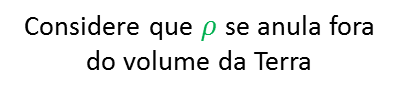 Considere que ρ se anula fora
do volume da Terra